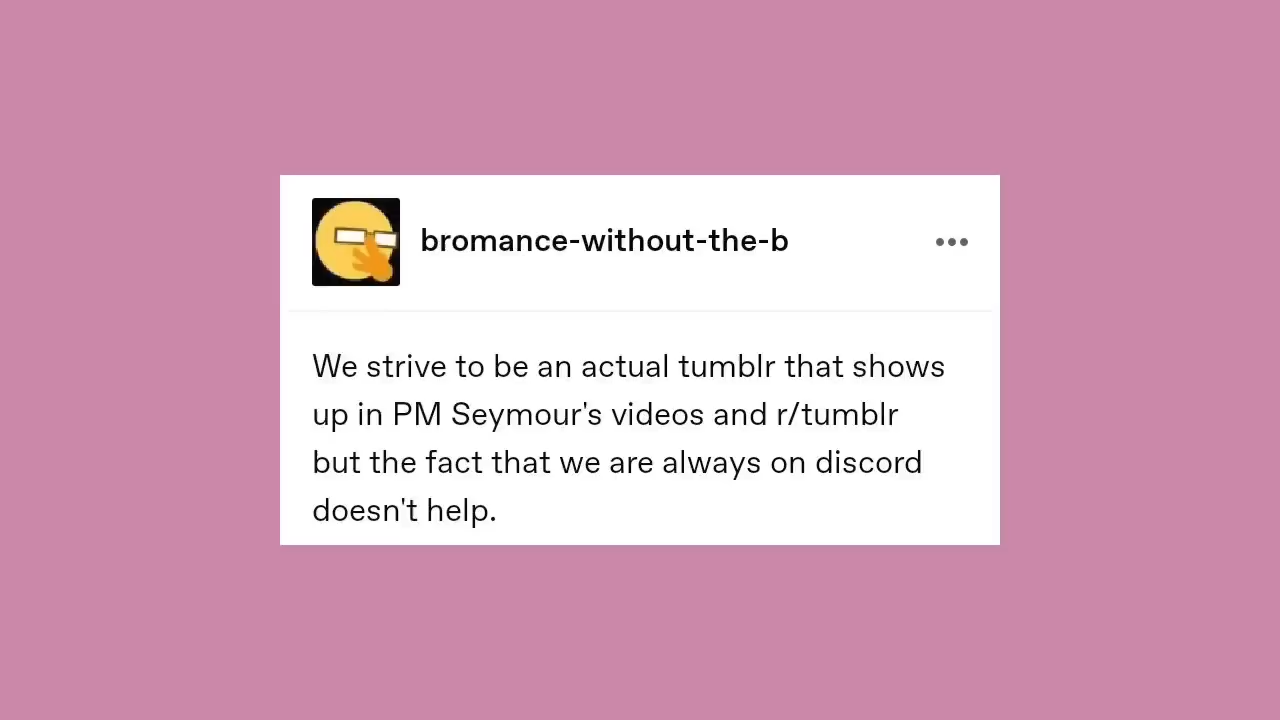 bromance-without-the-b
We strive to be an actual tumblr that shows
up in PM Seymour's videos and r/tumblr
but the fact that we are always on discord
doesn't help.